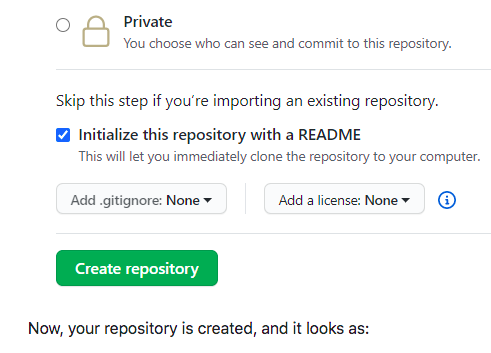 Private
You choose who can see and commit to this repository.
Skip this step if you're importing an existing repository.
Initialize this repository with a README
This will let you immediately clone the repository to your computer.
Add .gitignore: None
Add a license: None
Create repository
Now, your repository is created, and it looks as: